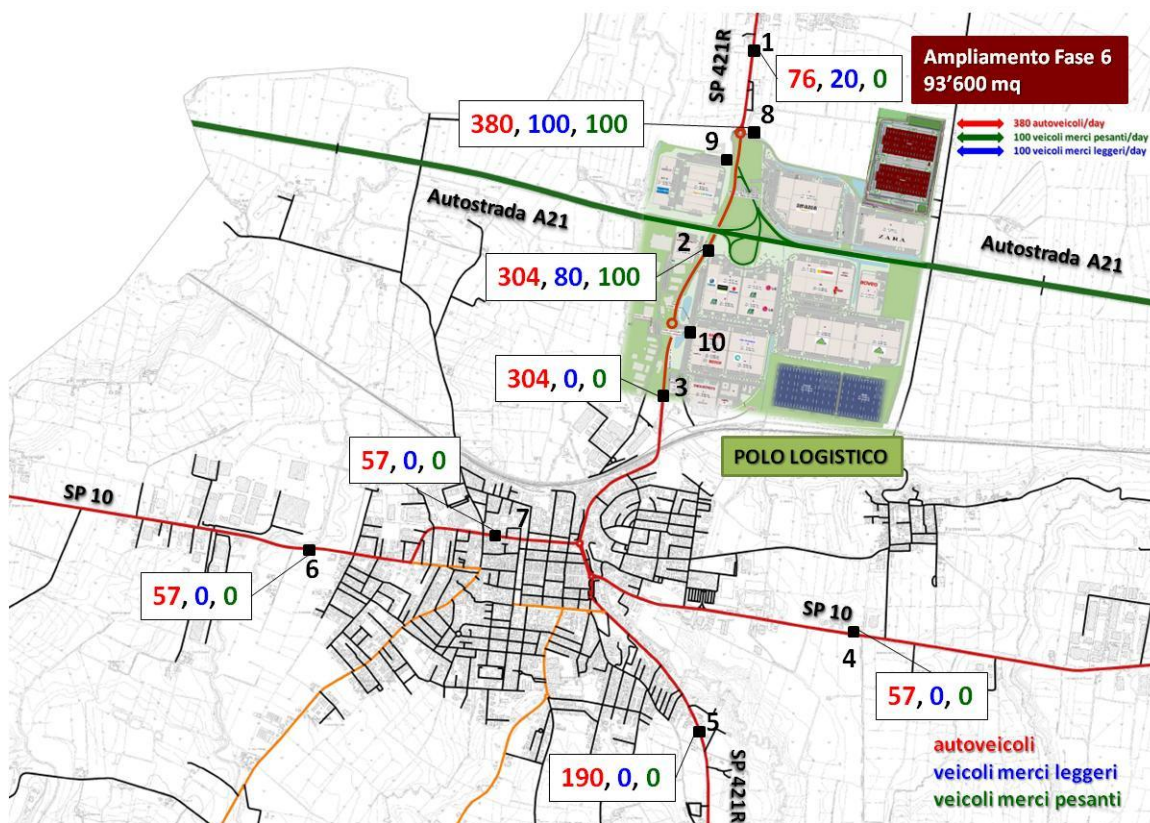 SP 421R
1
76, 20, 0
Ampliamento Fase 6
93'600 mq
380 autoveicoli/day
100 veicoli merci pesanti/day
100 veicoli merci leggeri/day
380, 100, 100
8
9
Autostrada A21
ZARA
Autostrada A21
2
304, 80, 100
10
304, 0, 0
3
POLO LOGISTICO
57, 0, 0
SP 10
7
6
57, 0, 0
SP 10
4
57, 0, 0
5
190, 0, 0
SP 421R
autoveicoli
veicoli merci leggeri
veicoli merci pesanti